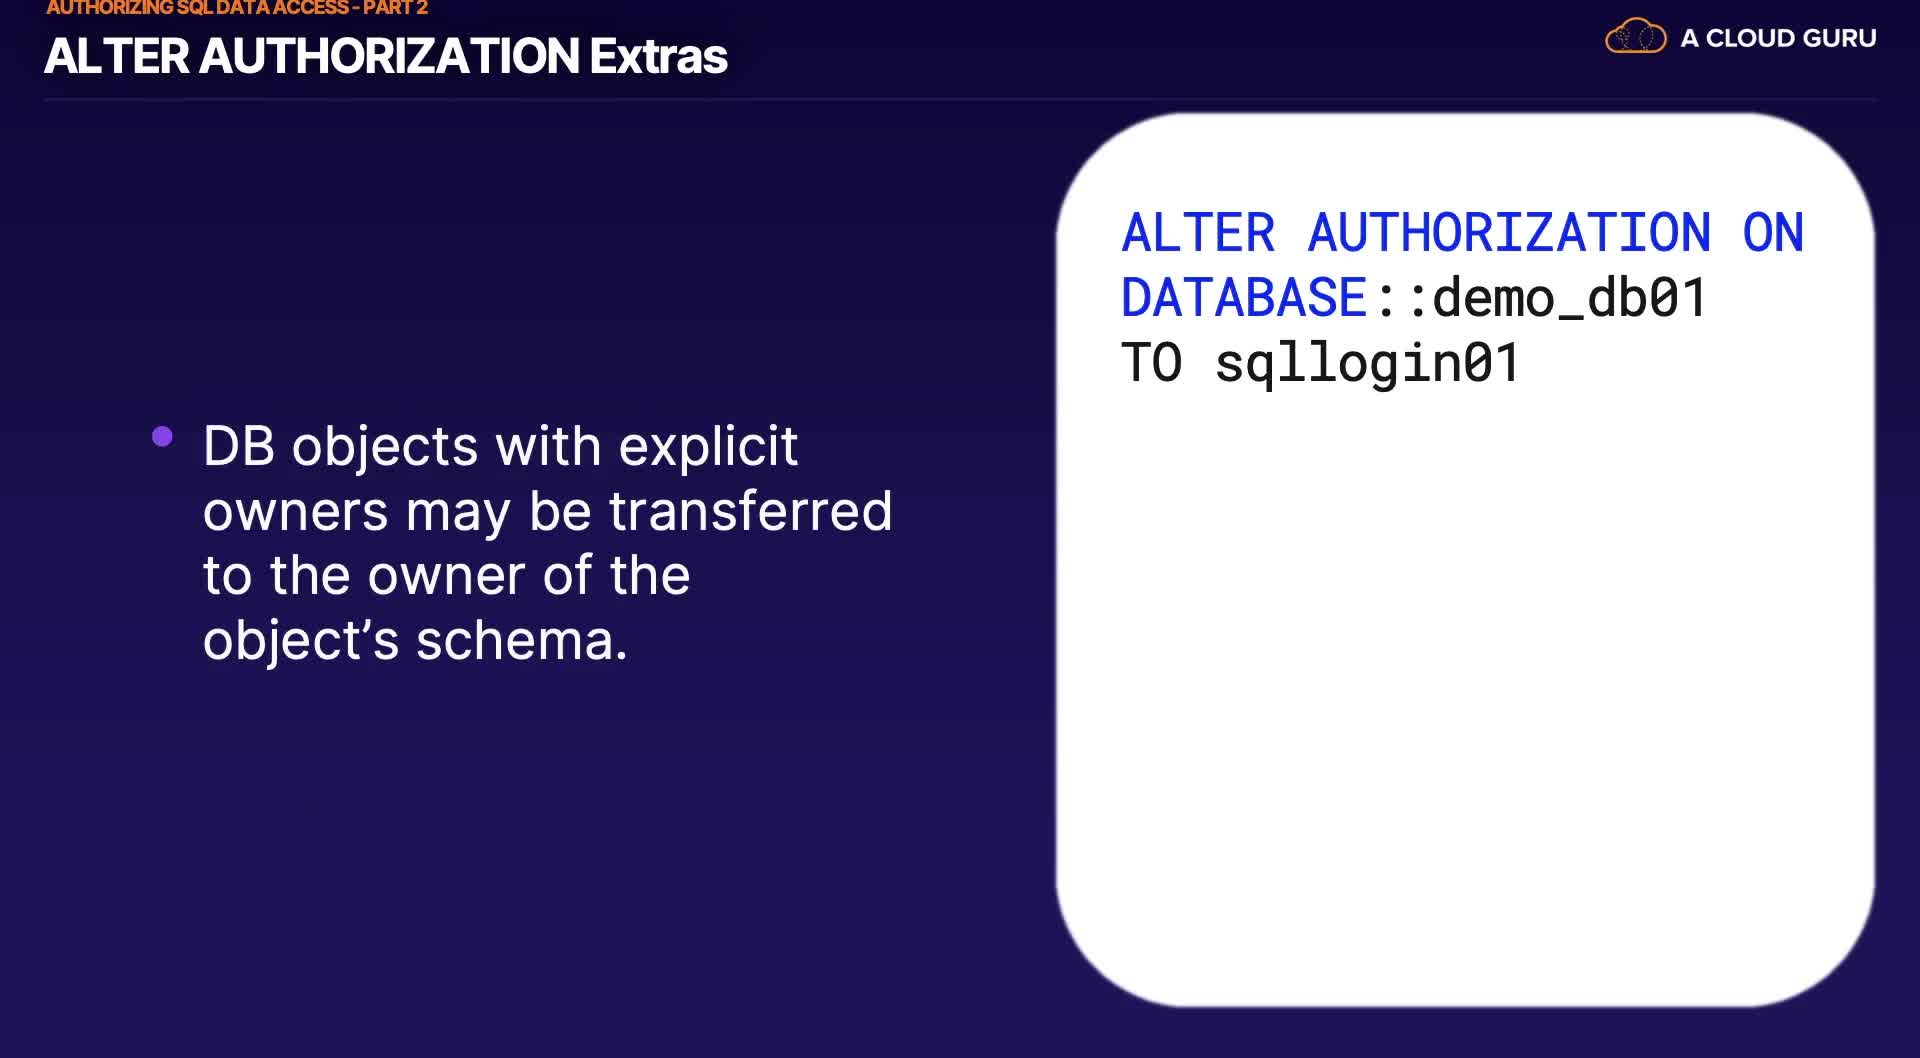 AUTHORIZING SQL DATA ACCESS - PART 2
ALTER AUTHORIZATION Extras
A CLOUD GURU
DB objects with explicit
owners may be transferred
to the owner of the
object’s schema.
ALTER AUTHORIZATION ON
DATABASE::demo_db01
TO sqllogin01